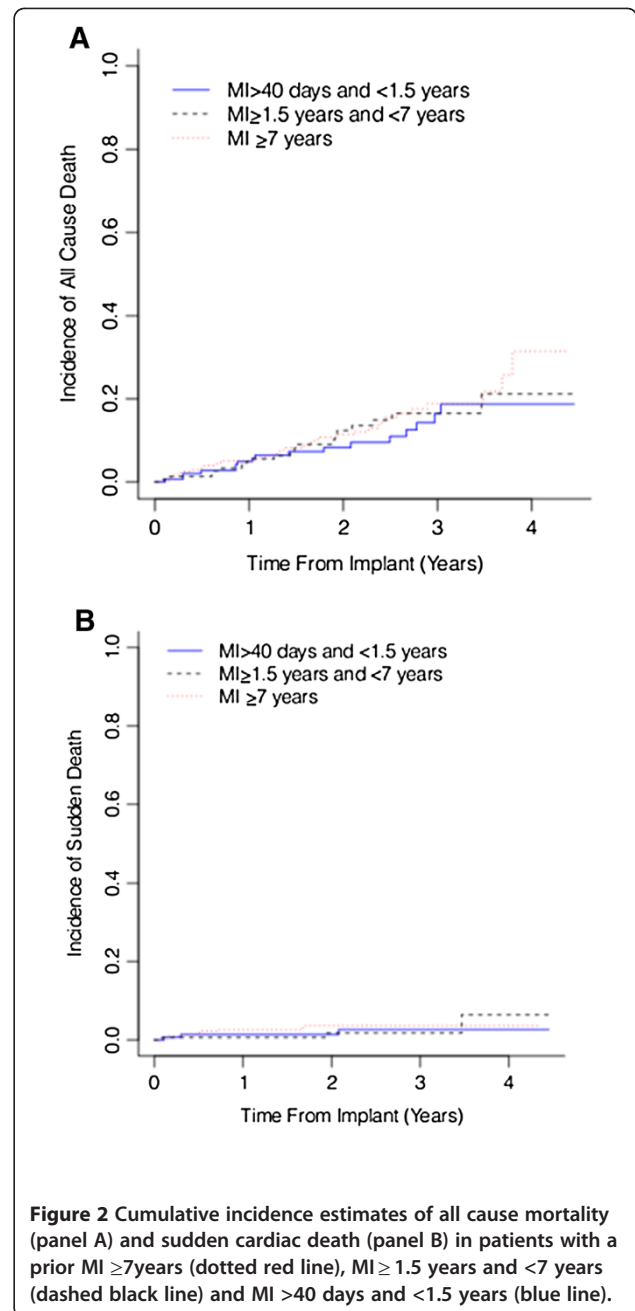 A
MI>40 days and <1.5 years
MI≥1.5 years and <7 years
MI ≥7 years
Incidence of All Cause Death
1.0
0.8
0.6
0.4
0.2
0.0
0 1 2 3 4
Time From Implant (Years)
B
MI>40 days and <1.5 years
MI≥1.5 years and <7 years
MI ≥7 years
Incidence of Sudden Death
1.0
0.8
0.6
0.4
0.2
0.0
0 1 2 3 4
Time From Implant (Years)
Figure 2 Cumulative incidence estimates of all cause mortality
(panel A) and sudden cardiac death (panel B) in patients with a
prior MI ≥7years (dotted red line), MI ≥ 1.5 years and <7 years
(dashed black line) and MI >40 days and <1.5 years (blue line).